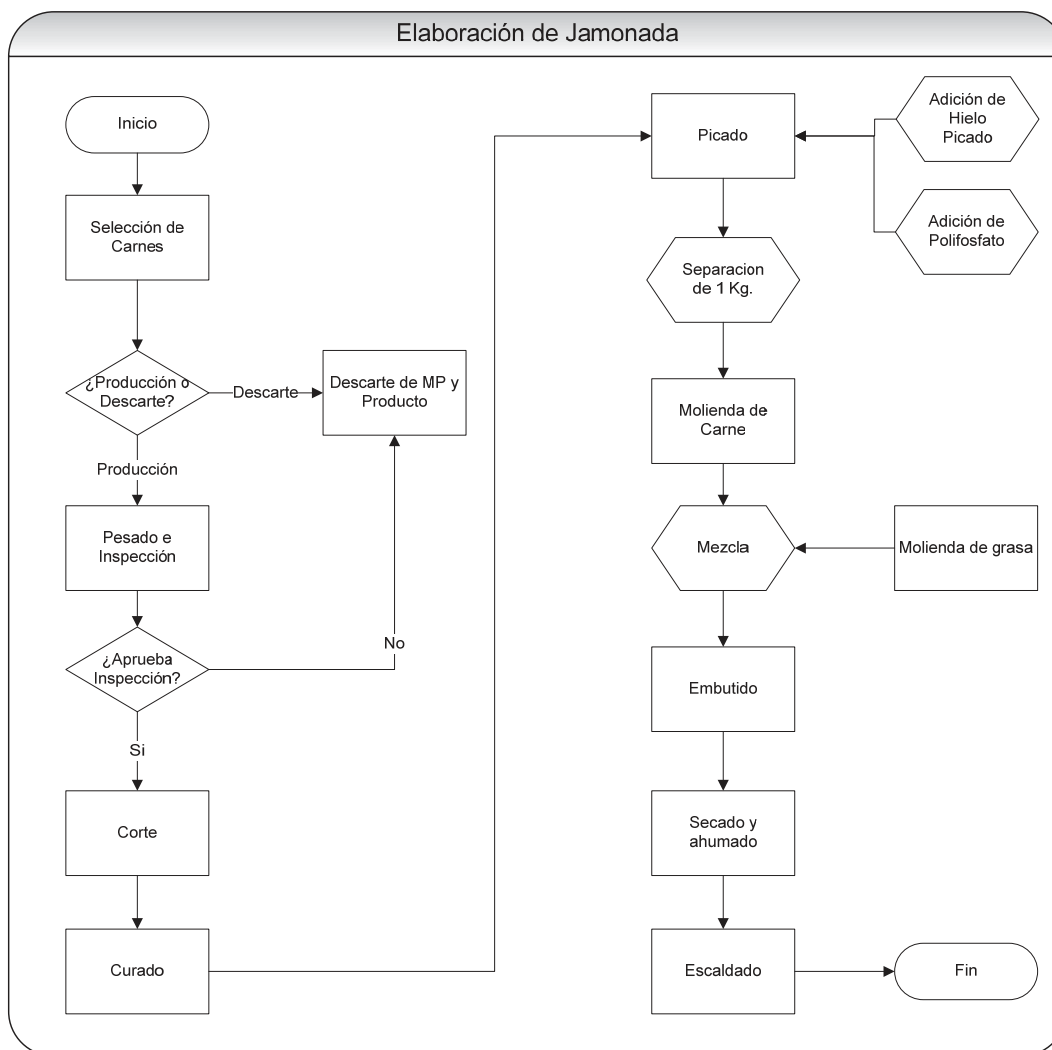 Elaboración de Jamonada
Inicio
Selección de
Carnes
¿Producción o
Descarte?
Descarte
Descarte de MP y
Producto
Producción
Pesado e
Inspección
¿Aprueba
Inspección?
No
Si
Corte
Curado
Picado
Adición de
Hielo
Picado
Adición de
Polifosfato
Separacion
de 1 Kg.
Molienda de
Carne
Mezcla
Molienda de grasa
Embutido
Secado y
ahumado
Escaldado
Fin